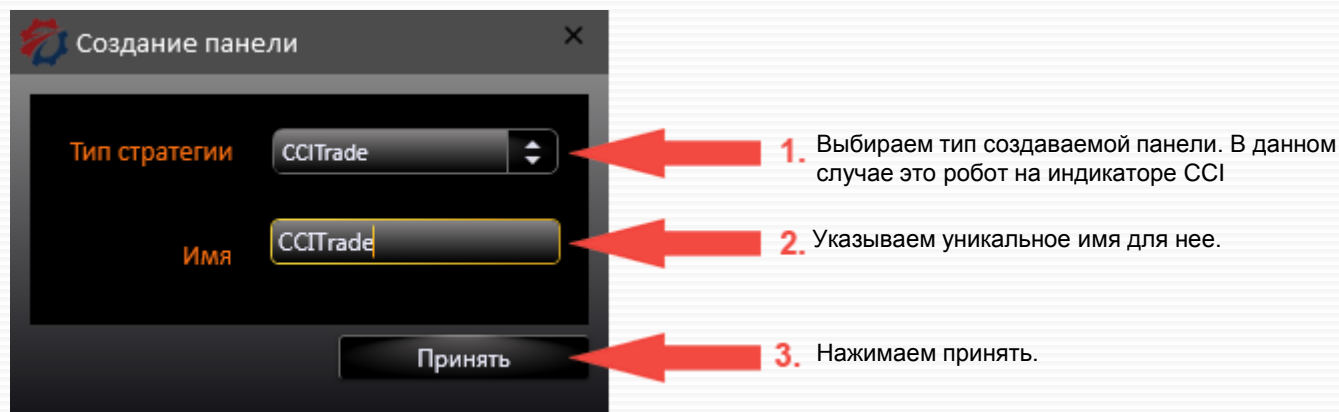 Создание панели
Тип стратегии
CCITrade
1. Выбираем тип создаваемой панели. В данном
случае это робот на индикаторе CCI
Имя
CCITrade
2. Указываем уникальное имя для нее.
Принять
3. Нажимаем принять.